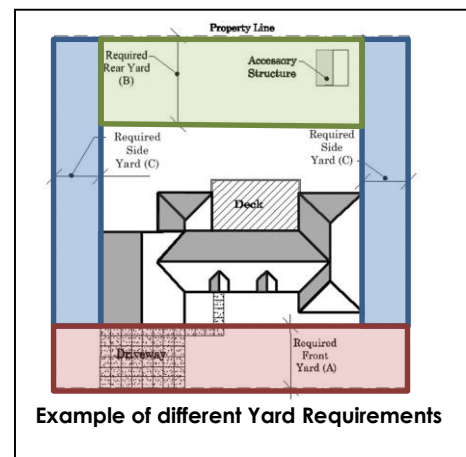 Property Line
Required
Rear Yard
(B)
Accessory
Structure
Required
Side
Yard (C)
Required
Side
Yard (C)
Deck
Driveway
Required
Front
Yard (A)
Example of different Yard Requirements